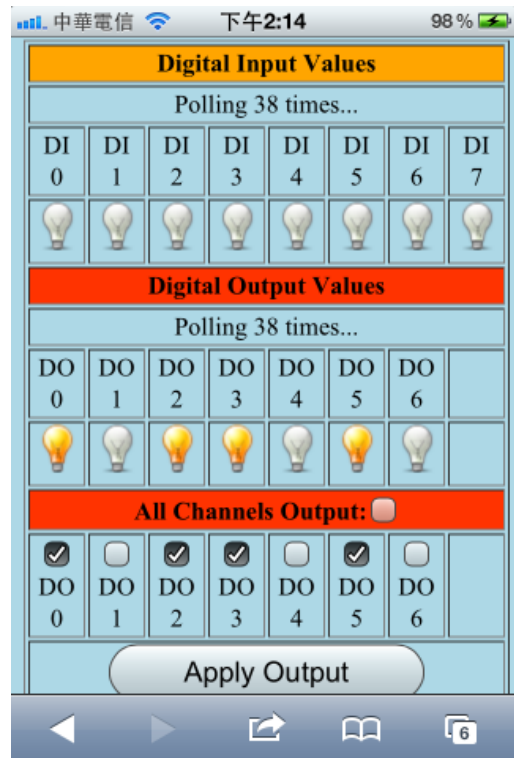 中華電信 下午2:14 98 %
Digital Input Values
Polling 38 times...
DI DI DI DI DI DI DI DI
0 1 2 3 4 5 6 7
Digital Output Values
Polling 38 times...
DO DO DO DO DO DO DO
0 1 2 3 4 5 6
All Channels Output:
DO DO DO DO DO DO DO
0 1 2 3 4 5 6
Apply Output
6